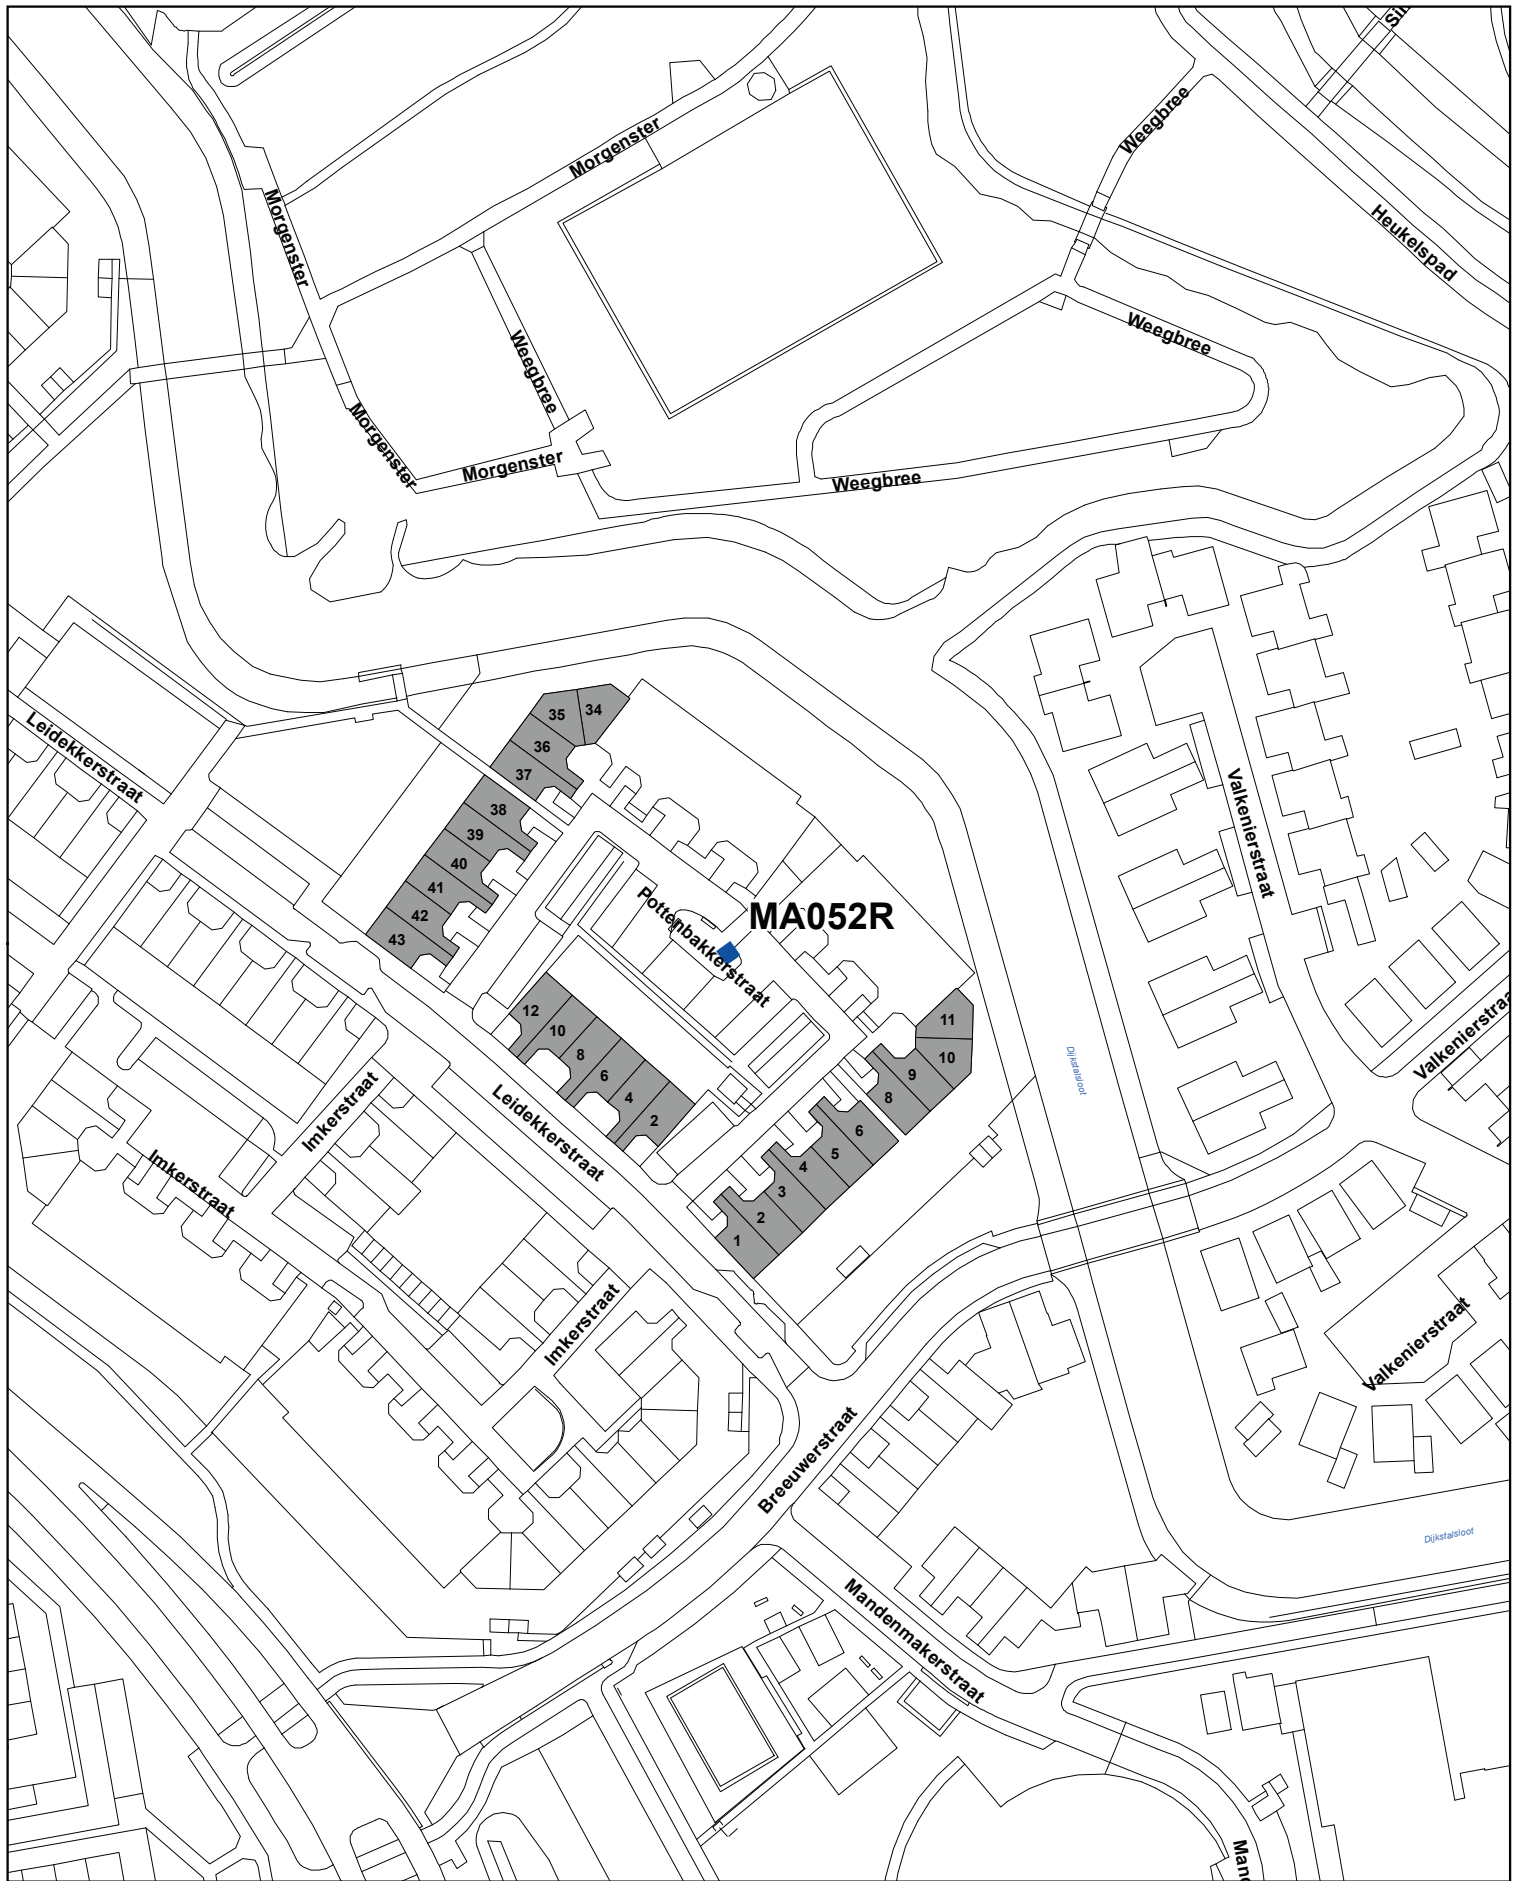 Weegbree
Morgenster
Morgenster
Heukelspad
Weegbree
Weegbree
Morgenster
Morgenster
Weegbree
Leidekkerstraat
35
34
36
37
38
39
40
41
42
43
Valkenierstraat
MA052R
Pottenbakkerstraat
12
10
8
6
4
2
11
10
9
8
6
5
4
3
2
1
Valkenierstraa
Dijkstalsloot
Imkerstraat
Leidekkerstraat
Imkerstraat
Imkerstraat
Valkenierstraat
Breeuwerstraat
Dijkstalsloot
Mandenmakerstraat